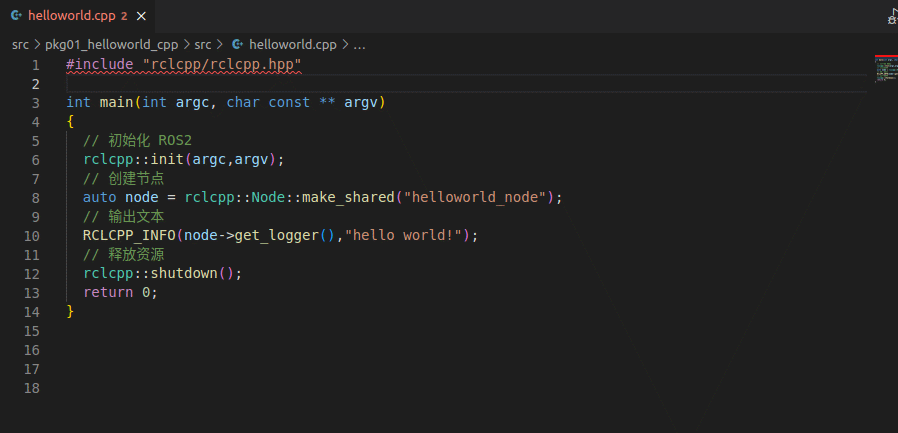 helloworld.cpp 2
src > pkg01_helloworld_cpp > src > helloworld.cpp > ...
1 #include "rclcpp/rclcpp.hpp"
2
3 int main(int argc, char const ** argv)
4 {
5 // 初始化 ROS2
6 rclcpp::init(argc,argv);
7 // 创建节点
8 auto node = rclcpp::Node::make_shared("helloworld_node");
9 // 输出文本
10 RCLCPP_INFO(node->get_logger(),"hello world!");
11 // 释放资源
12 rclcpp::shutdown();
13 return 0;
14 }
15
16
17
18